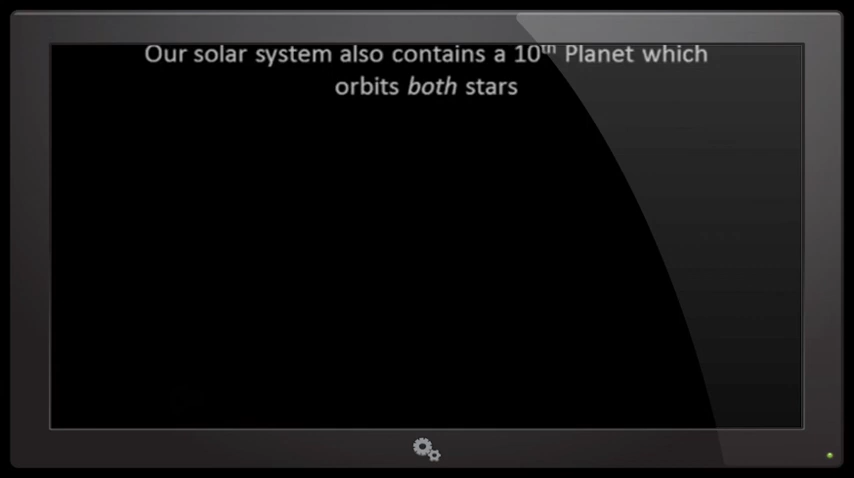 Our solar system also contains a 10th Planet which
orbits both stars